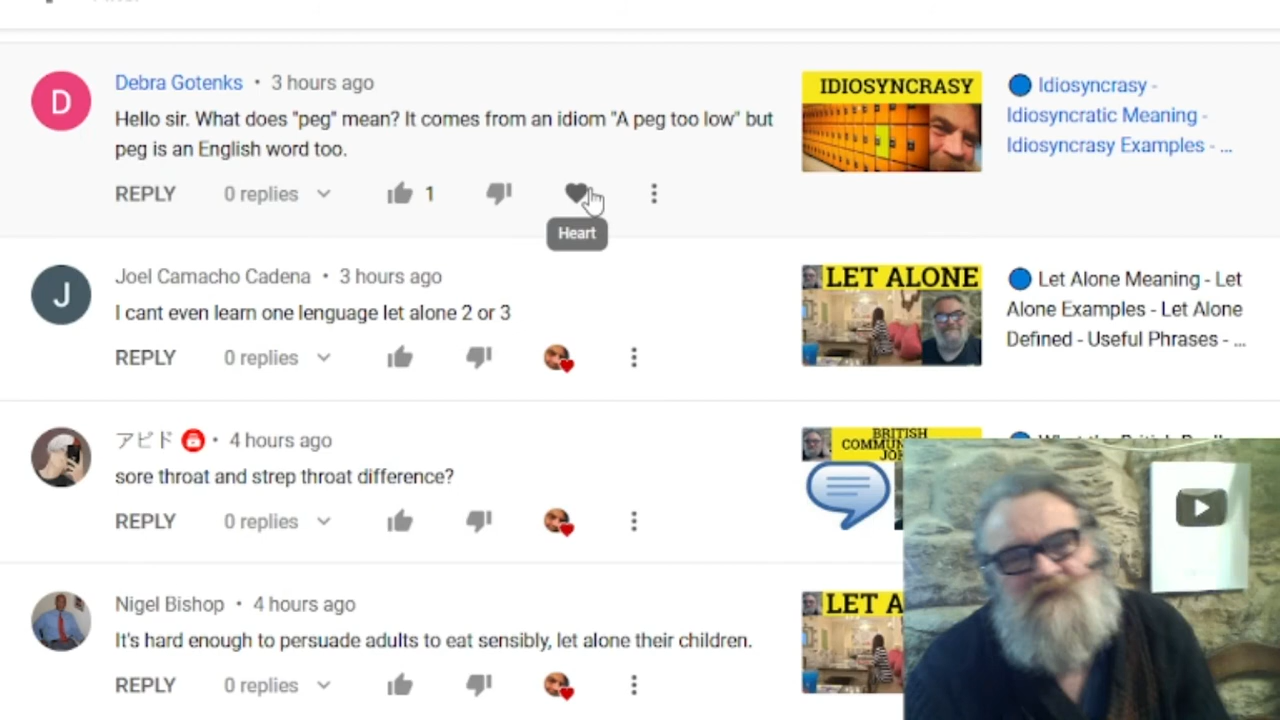 Debra Gotenks • 3 hours ago
Hello sir. What does "peg" mean? It comes from an idiom "A peg too low" but
peg is an English word too.
REPLY 0 replies 1
Heart
IDIOSYNCRASY
Idiosyncrasy -
Idiosyncratic Meaning -
Idiosyncrasy Examples - ...
Joel Camacho Cadena • 3 hours ago
I cant even learn one lenguage let alone 2 or 3
REPLY 0 replies
LET ALONE
Let Alone Meaning - Let
Alone Examples - Let Alone
Defined - Useful Phrases - ...
アビド • 4 hours ago
sore throat and strep throat difference?
REPLY 0 replies
BRITISH
Nigel Bishop • 4 hours ago
It's hard enough to persuade adults to eat sensibly, let alone their children.
REPLY 0 replies
LET A